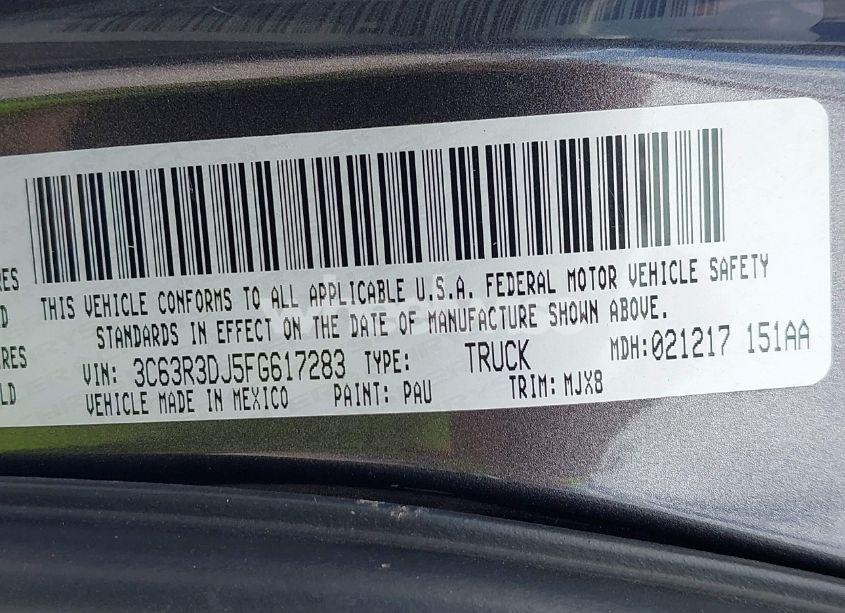 THIS VEHICLE CONFORMS TO ALL APPLICABLE U.S.A. FEDERAL MOTOR VEHICLE SAFETY
STANDARDS IN EFFECT ON THE DATE OF MANUFACTURE SHOWN ABOVE.
VIN: 3C63R3DJ5FG617283 TYPE: TRUCK MDH:021217 151AA
VEHICLE MADE IN MEXICO PAINT: PAU TRIM: MJX8